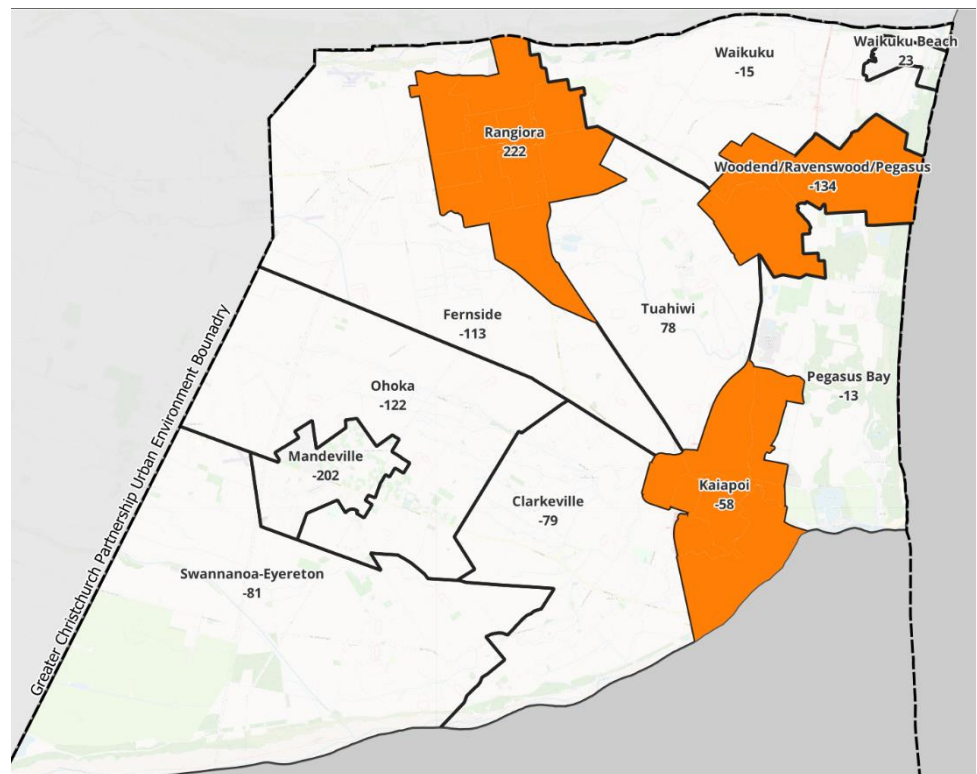 Waikuku
-15
Waikuku Beach
23
Rangiora
222
Woodend/Ravenswood/Pegasus
-134
Fernside
-113
Tuahiwi
78
Ohoka
-122
Pegasus Bay
-13
Mandeville
-202
Clarkeville
-79
Kaiapoi
-58
Swannanoa-Eyereton
-81
Greater Christchurch Partnership Urban Environment Bounadry